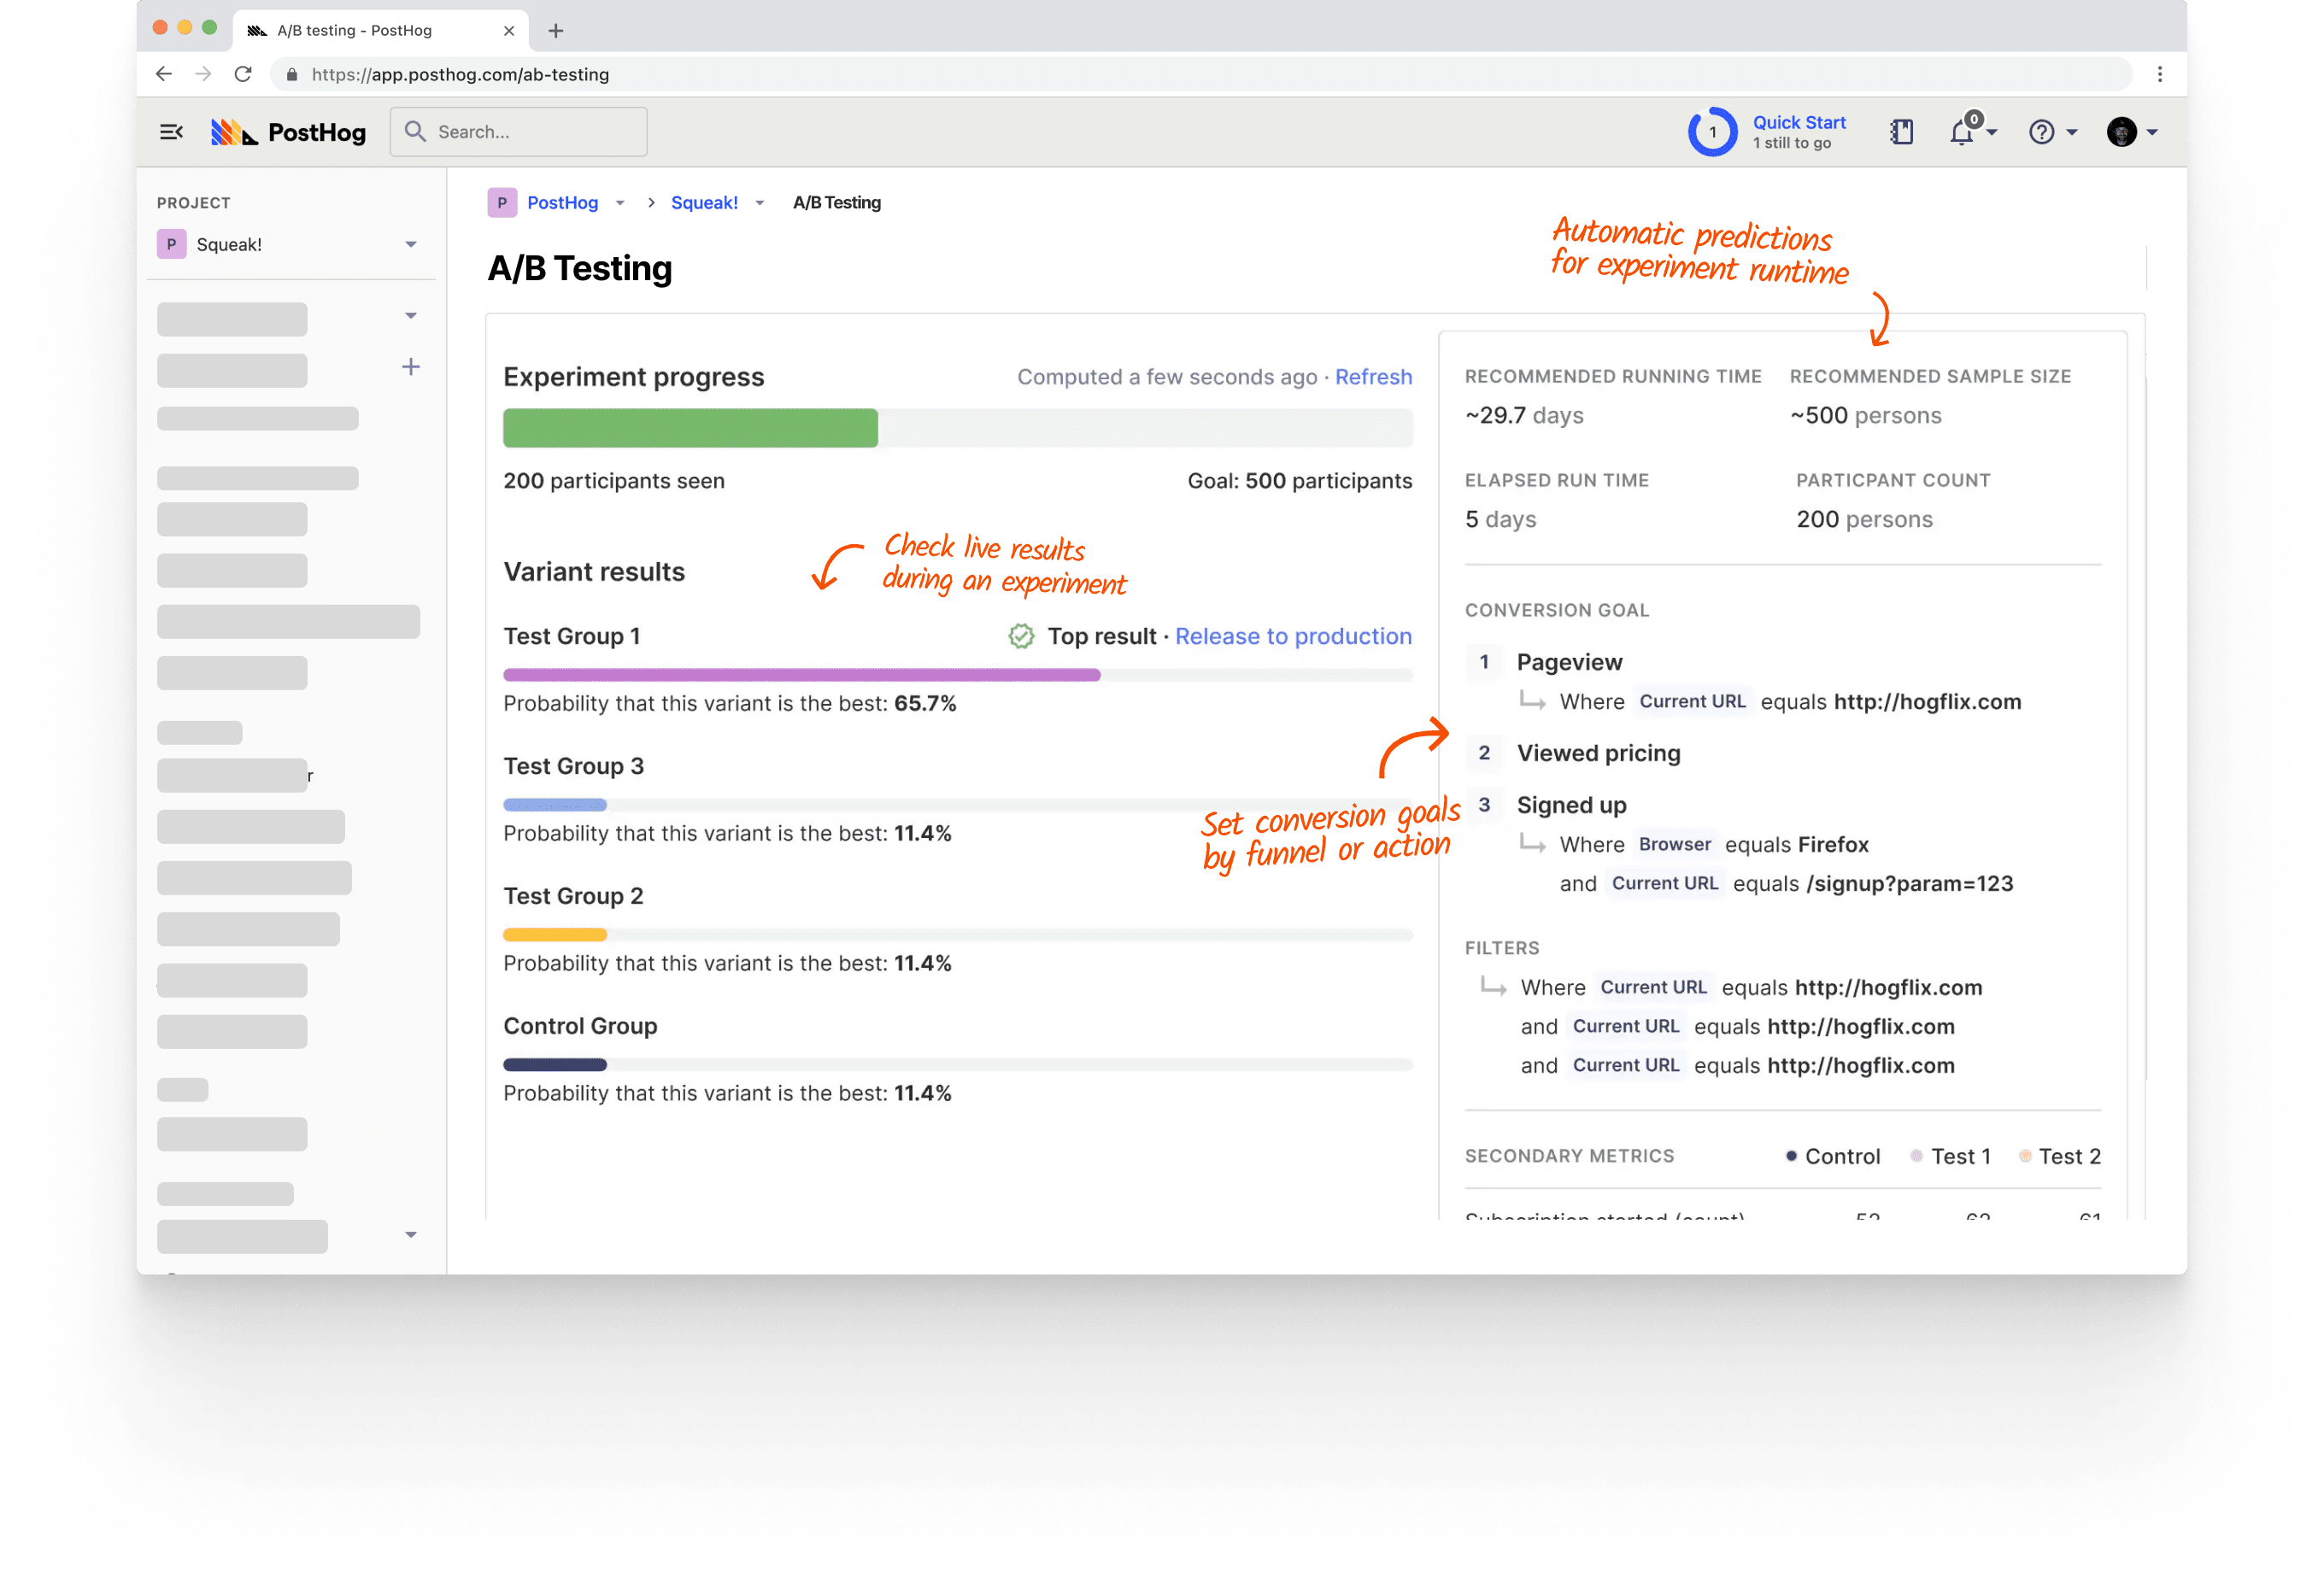 A/B testing - PostHog
https://app.posthog.com/ab-testing
PostHog
Search...
1
Quick Start
1 still to go
0
PROJECT
P Squeak!
r
P PostHog > Squeak! A/B Testing
A/B Testing
Automatic predictions
for experiment runtime
Experiment progress
Computed a few seconds ago · Refresh
200 participants seen
Goal: 500 participants
Variant results
Check live results
during an experiment
Test Group 1
Top result · Release to production
Probability that this variant is the best: 65.7%
Test Group 3
Probability that this variant is the best: 11.4%
Test Group 2
Probability that this variant is the best: 11.4%
Control Group
Probability that this variant is the best: 11.4%
Set conversion goals
by funnel or action
RECOMMENDED RUNNING TIME
~29.7 days
RECOMMENDED SAMPLE SIZE
~500 persons
ELAPSED RUN TIME
5 days
PARTICPANT COUNT
200 persons
CONVERSION GOAL
1 Pageview
Where Current URL equals http://hogflix.com
2 Viewed pricing
3 Signed up
Where Browser equals Firefox
and Current URL equals /signup?param=123
FILTERS
Where Current URL equals http://hogflix.com
and Current URL equals http://hogflix.com
and Current URL equals http://hogflix.com
SECONDARY METRICS
Control Test 1 Test 2
Subscription started (count)